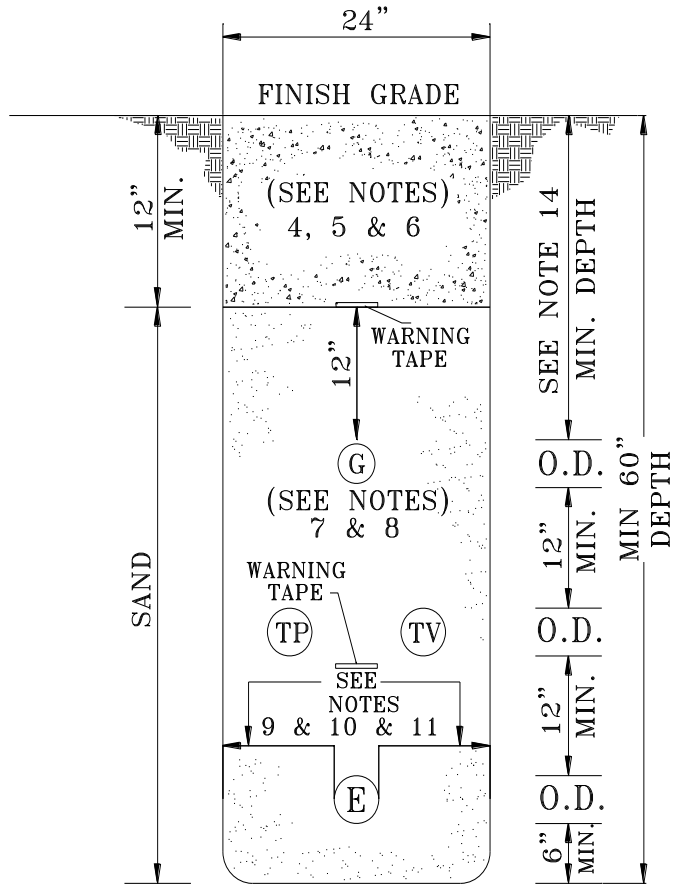 24”
FINISH GRADE
12”
MIN.
(SEE NOTES)
4, 5 & 6
SEE NOTE 14
MIN. DEPTH
WARNING
TAPE
12”
G
O.D.
(SEE NOTES)
7 & 8
MIN 60”
DEPTH
12”
MIN.
SAND
WARNING
TAPE
TP
TV
O.D.
SEE
NOTES
9 & 10 & 11
12”
MIN.
E
O.D.
6”
MIN.